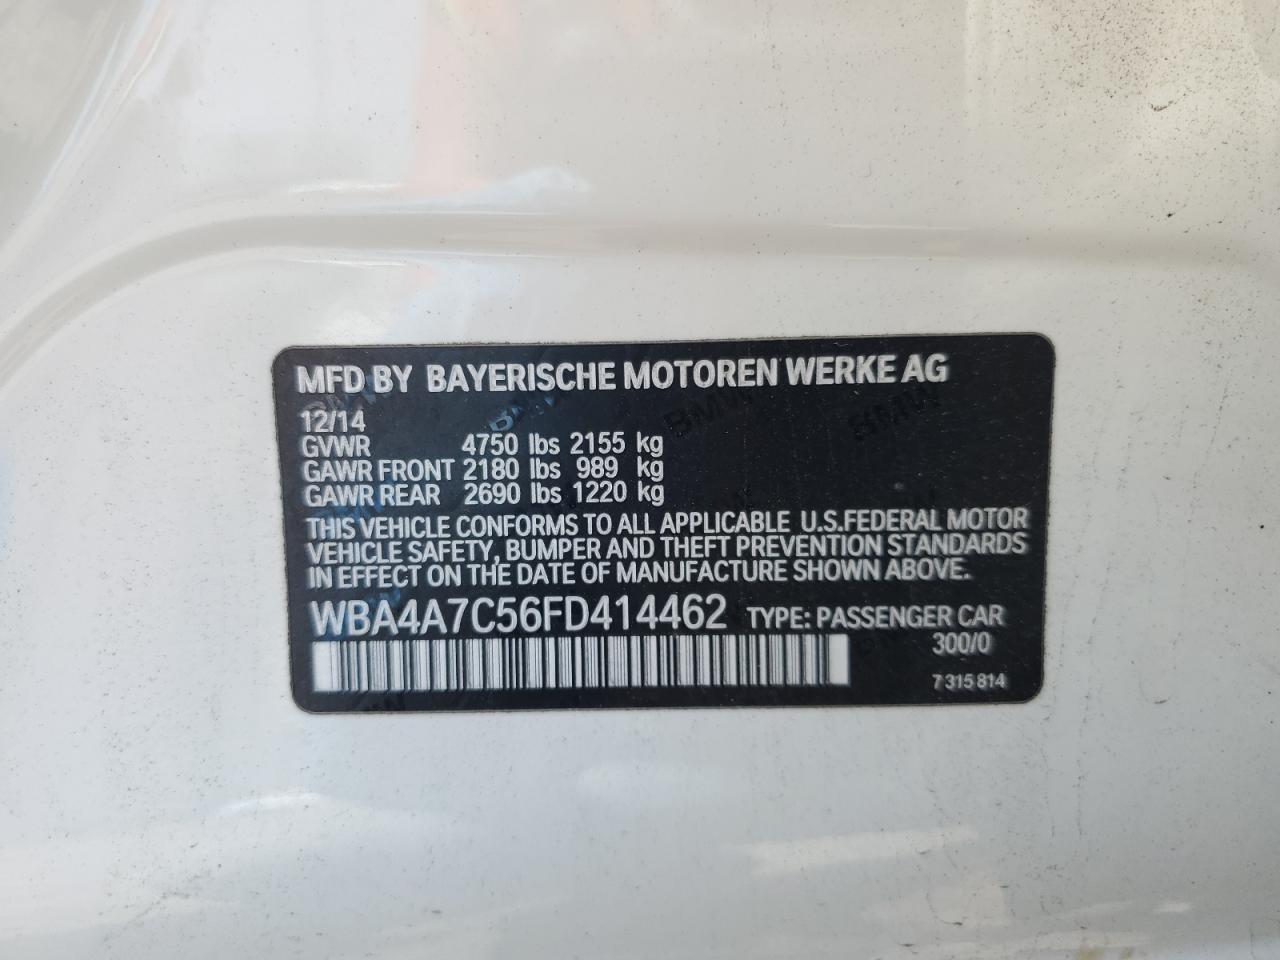 MFD BY BAYERISCHE MOTOREN WERKE AG
12/14
GVWR 4750 lbs 2155 kg
GAWR FRONT 2180 lbs 989 kg
GAWR REAR 2690 lbs 1220 kg
THIS VEHICLE CONFORMS TO ALL APPLICABLE U.S.FEDERAL MOTOR
VEHICLE SAFETY, BUMPER AND THEFT PREVENTION STANDARDS
IN EFFECT ON THE DATE OF MANUFACTURE SHOWN ABOVE.
WBA4A7C56FD414462 TYPE: PASSENGER CAR
300/0
7 315 814